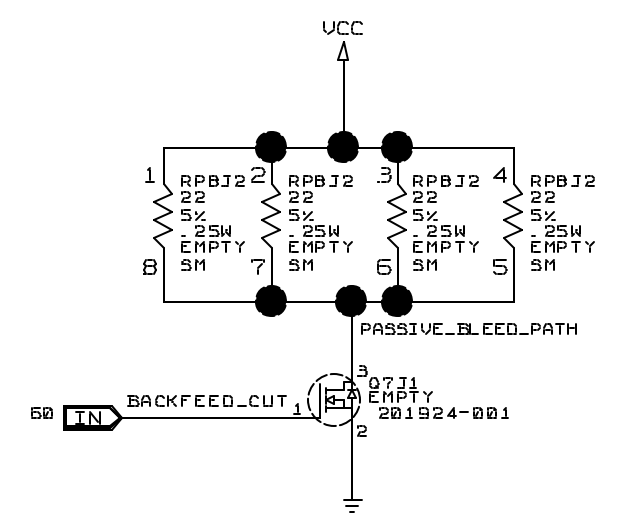 VCC
1 RPBJ2 2 RPBJ2 3 RPBJ2 4 RPBJ2
22 22 22 22
5% 5% 5% 5%
.25W .25W .25W .25W
EMPTY EMPTY EMPTY EMPTY
8 SM 7 SM 6 SM 5 SM
PASSIVE_BLEED_PATH
3
Q7J1
EMPTY
60 IN BACKFEED_CUT 1 201924-001
2